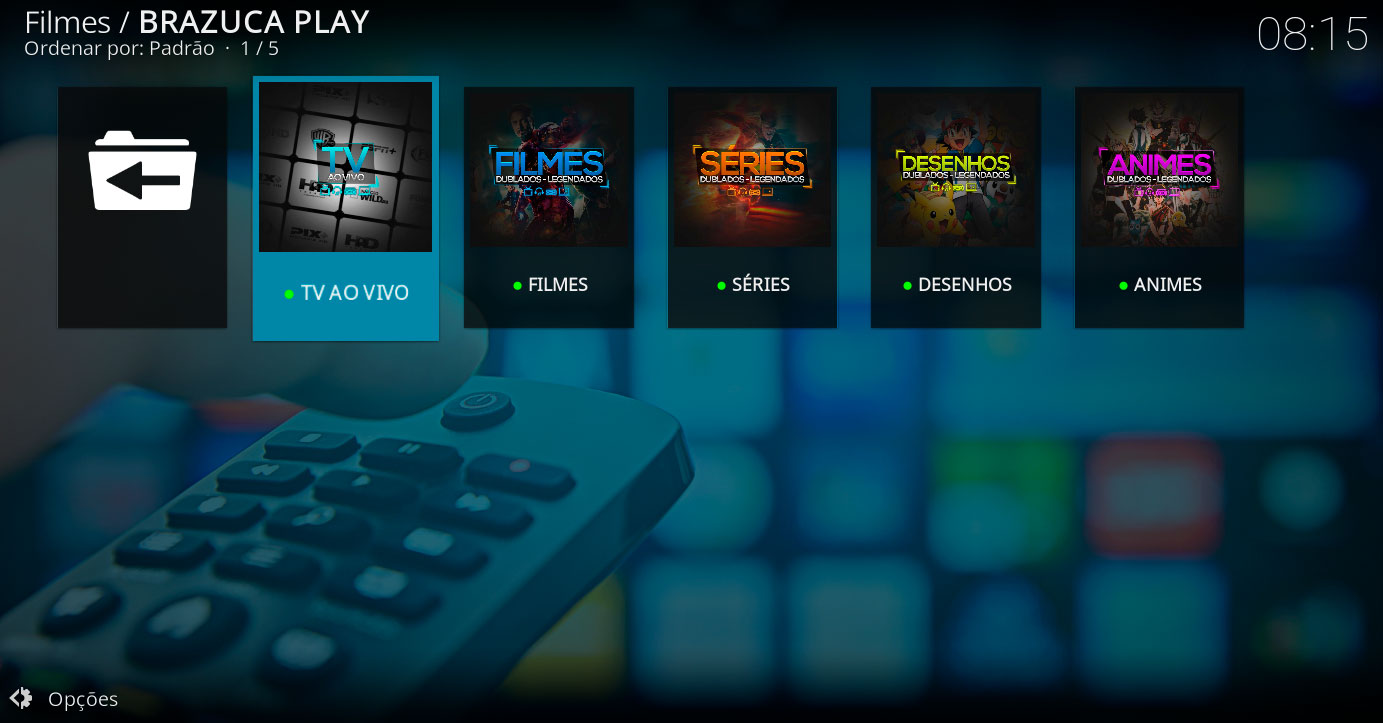 Filmes / BRAZUCA PLAY
Ordenar por: Padrão · 1 / 5
08:15
TV
AO VIVO
FILMES
DUBLADOS - LEGENDADOS
SÉRIES
DUBLADOS - LEGENDADOS
DESENHOS
DUBLADOS - LEGENDADOS
ANIMES
DUBLADOS - LEGENDADOS
TV AO VIVO
FILMES
SÉRIES
DESENHOS
ANIMES
Opções